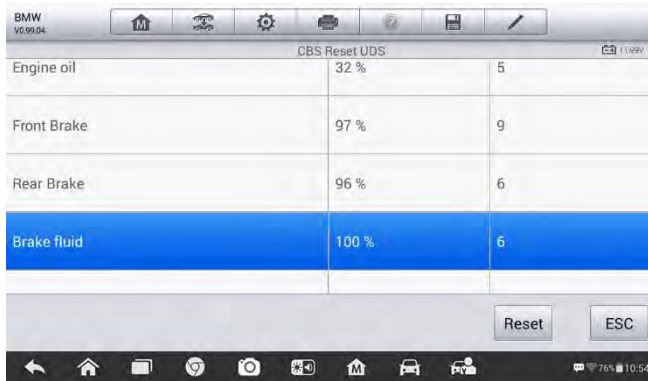 BMW
V0.99.04
CBS Reset UDS
11.99V
Engine oil 32 % 5
Front Brake 97 % 9
Rear Brake 96 % 6
Brake fluid 100 % 6
Reset ESC
76% 10:54